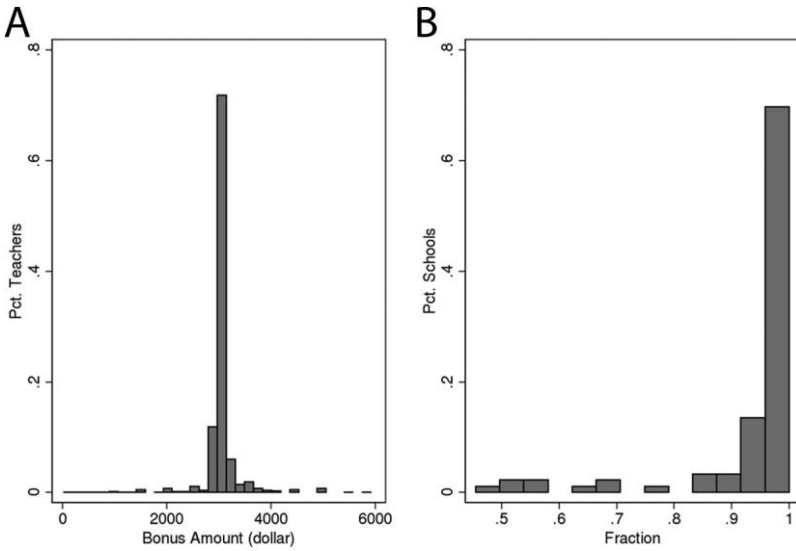 A
Pct. Teachers
.8
.6
.4
.2
0
0 2000 4000 6000
Bonus Amount (dollar)
B
Pct. Schools
.8
.6
.4
.2
0
.5 .6 .7 .8 .9 1
Fraction